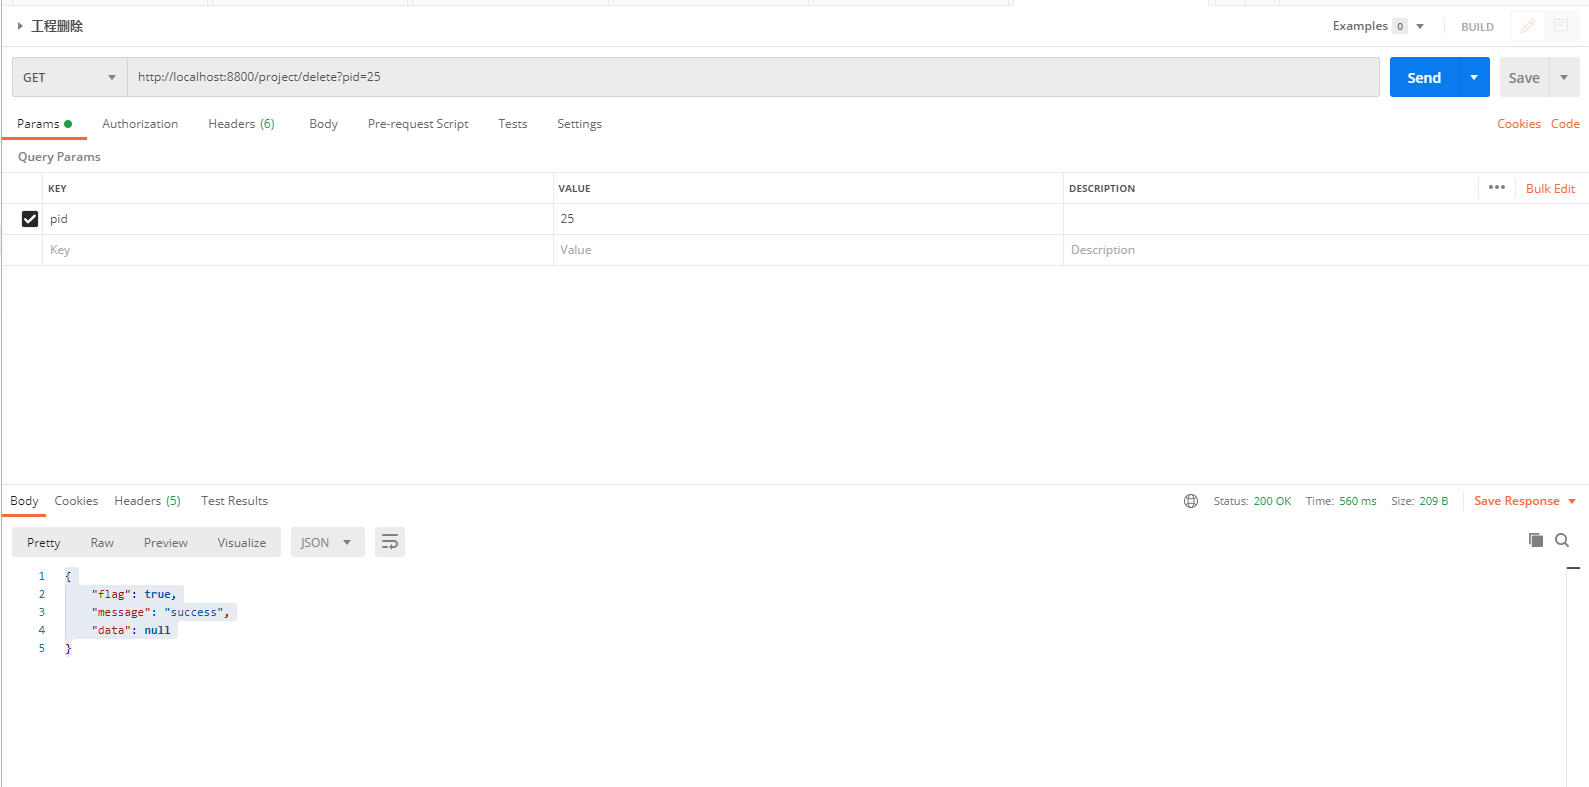 工程删除 Examples 0 BUILD
GET http://localhost:8800/project/delete?pid=25 Send Save
Params Authorization Headers (6) Body Pre-request Script Tests Settings Cookies Code
Query Params
KEY VALUE DESCRIPTION ••• Bulk Edit
pid 25
Key Value Description
Body Cookies Headers (5) Test Results Status: 200 OK Time: 560 ms Size: 209 B Save Response
Pretty Raw Preview Visualize JSON
1 {
2 "flag": true,
3 "message": "success",
4 "data": null
5 }